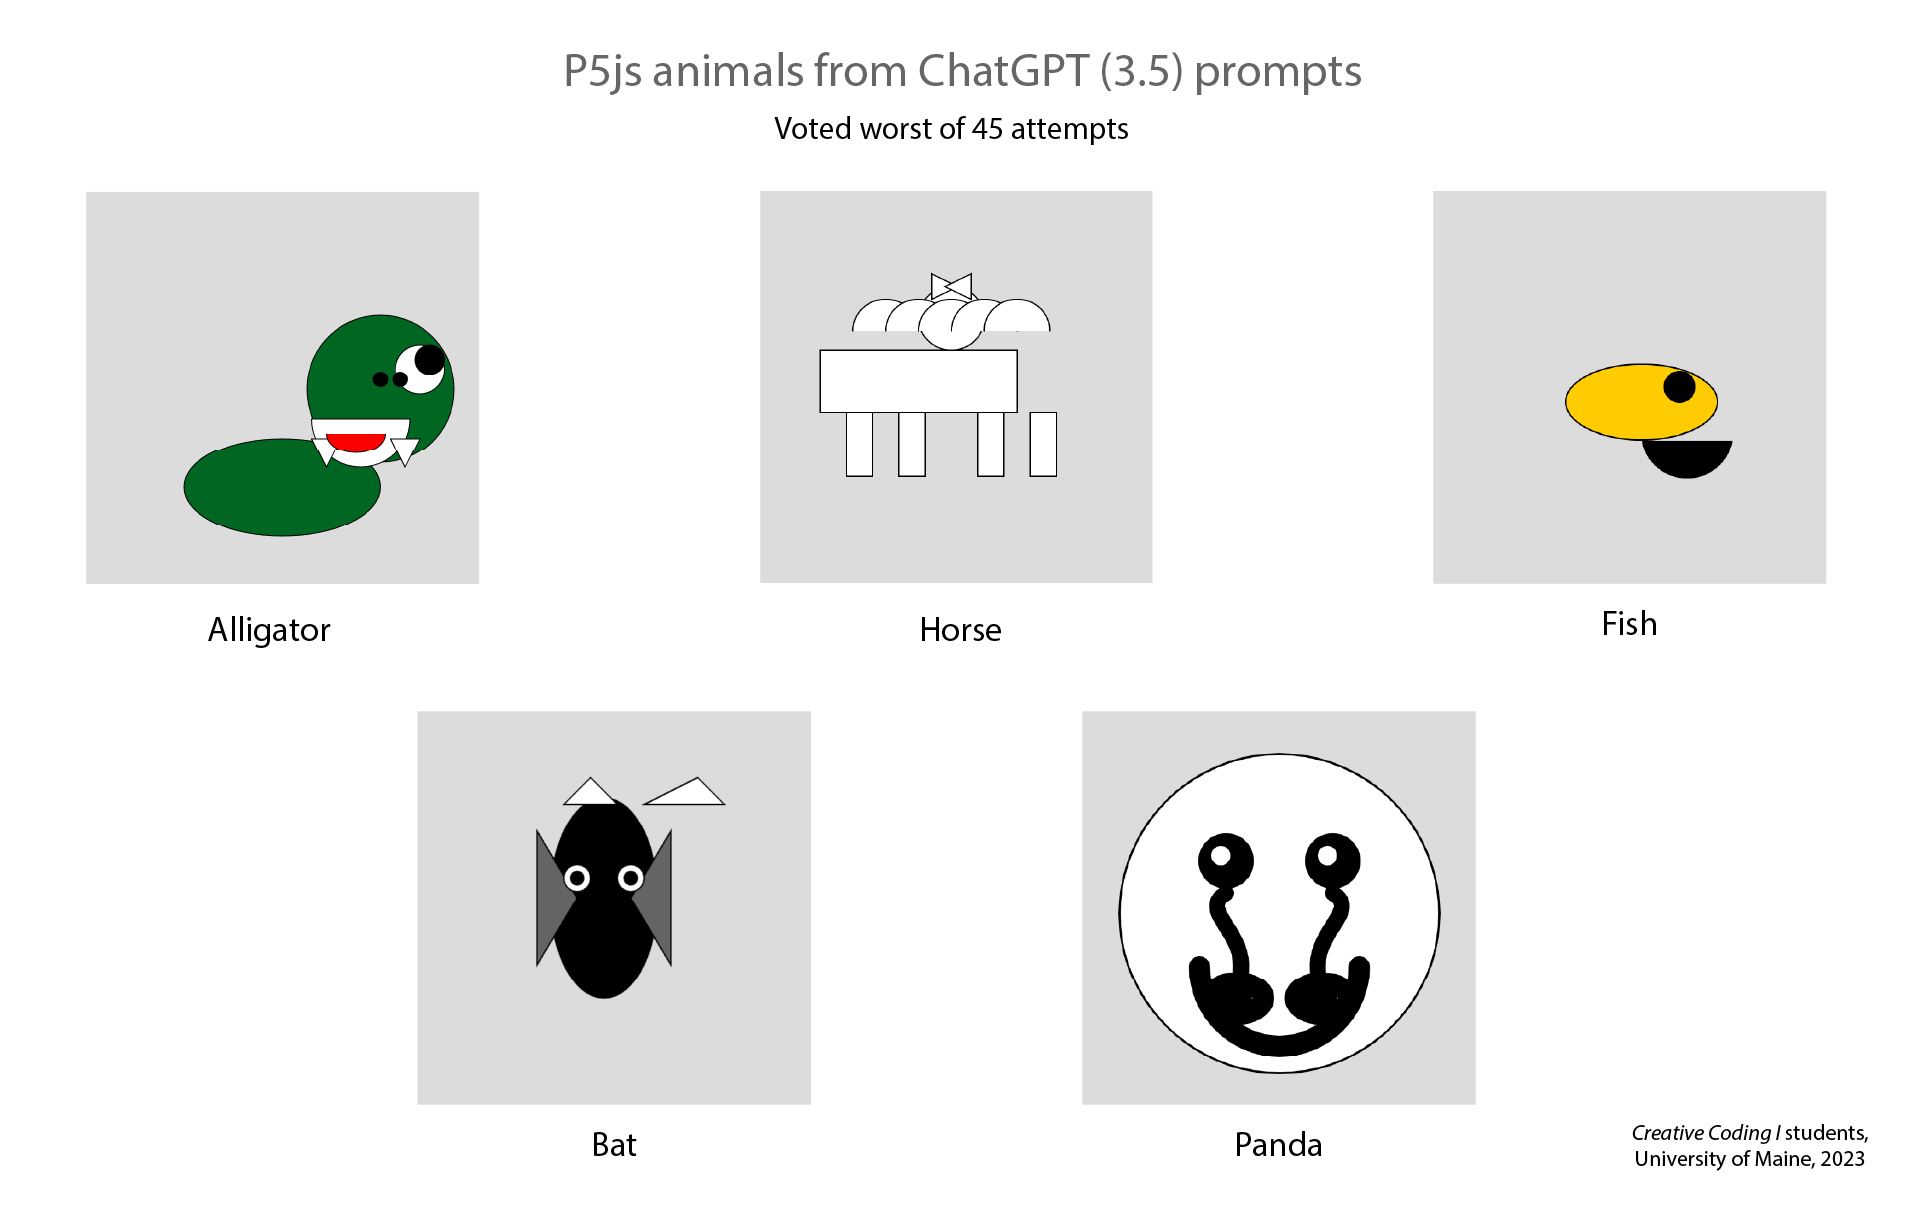 P5js animals from ChatGPT (3.5) prompts
Voted worst of 45 attempts
Alligator
Horse
Fish
Bat
Panda
Creative Coding I students,
University of Maine, 2023